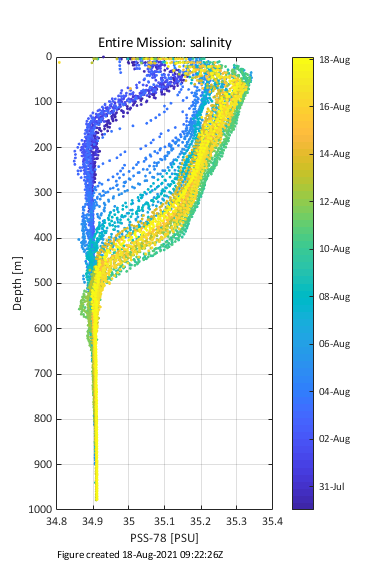 Entire Mission: salinity
0
100
200
300
400
500
600
700
800
900
1000
Depth [m]
34.8 34.9 35 35.1 35.2 35.3 35.4
PSS-78 [PSU]
18-Aug
16-Aug
14-Aug
12-Aug
10-Aug
08-Aug
06-Aug
04-Aug
02-Aug
31-Jul
Figure created 18-Aug-2021 09:22:26Z